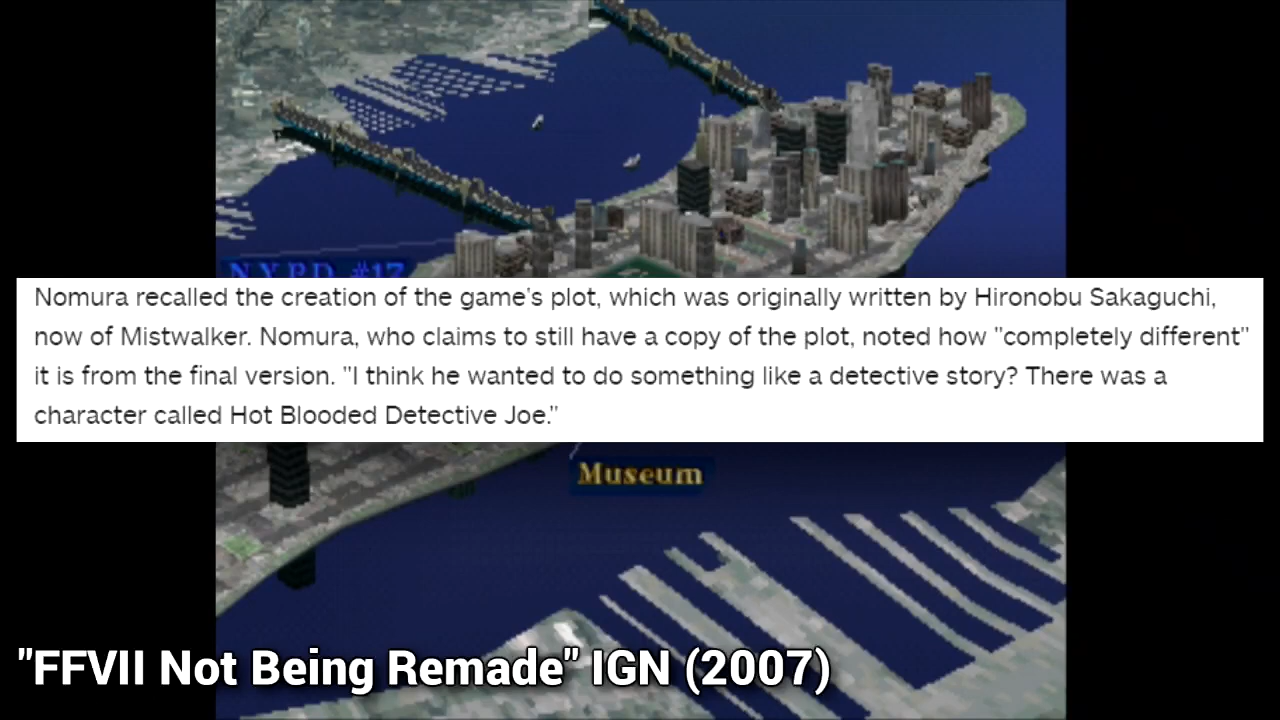 N.Y.P.D. #17
Nomura recalled the creation of the game's plot, which was originally written by Hironobu Sakaguchi,
now of Mistwalker. Nomura, who claims to still have a copy of the plot, noted how "completely different"
it is from the final version. "I think he wanted to do something like a detective story? There was a
character called Hot Blooded Detective Joe."
Museum
"FFVII Not Being Remade" IGN (2007)